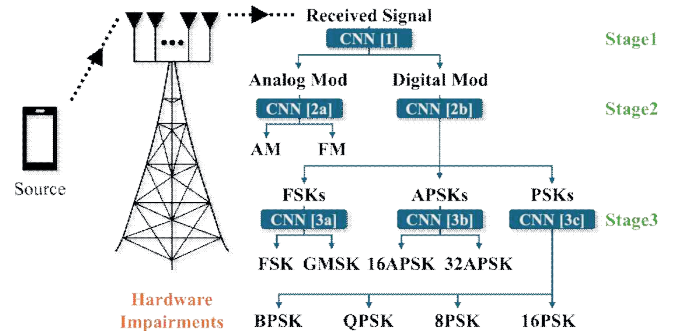 Received Signal
CNN [1]
Stage1
Analog Mod Digital Mod
CNN [2a] CNN [2b]
Stage2
AM FM
Source
FSKs APSKs PSKs
CNN [3a] CNN [3b] CNN [3c]
Stage3
FSK GMSK 16APSK 32APSK
Hardware
Impairments
BPSK QPSK 8PSK 16PSK